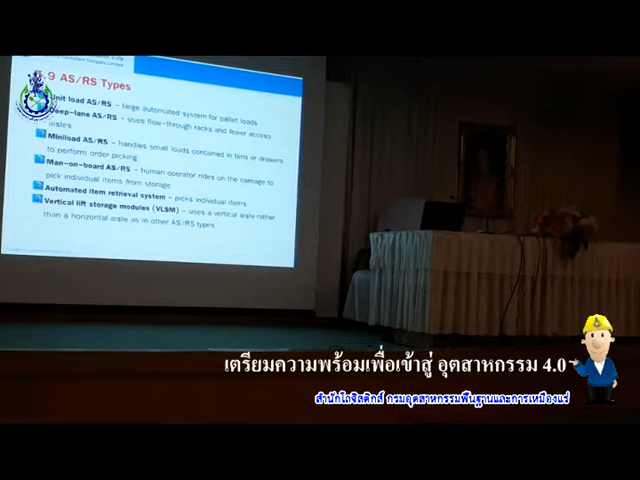 Consultant Company Limited
9 AS/RS Types
Unit load AS/RS – large automated system for pallet loads
Deep-lane AS/RS – uses flow-through racks and fewer access
aisles
Miniload AS/RS – handles small loads contained in bins or drawers
to perform order picking
Man-on-board AS/RS – human operator rides on the carriage to
pick individual items from storage
Automated item retrieval system – picks individual items
Vertical lift storage modules (VLSM) – uses a vertical aisle rather
than a horizontal aisle as in other AS/RS types
เตรียมความพร้อมเพื่อเข้าสู่ อุตสาหกรรม 4.0
สำนักโลจิสติกส์ กรมอุตสาหกรรมพื้นฐานและการเหมืองแร่